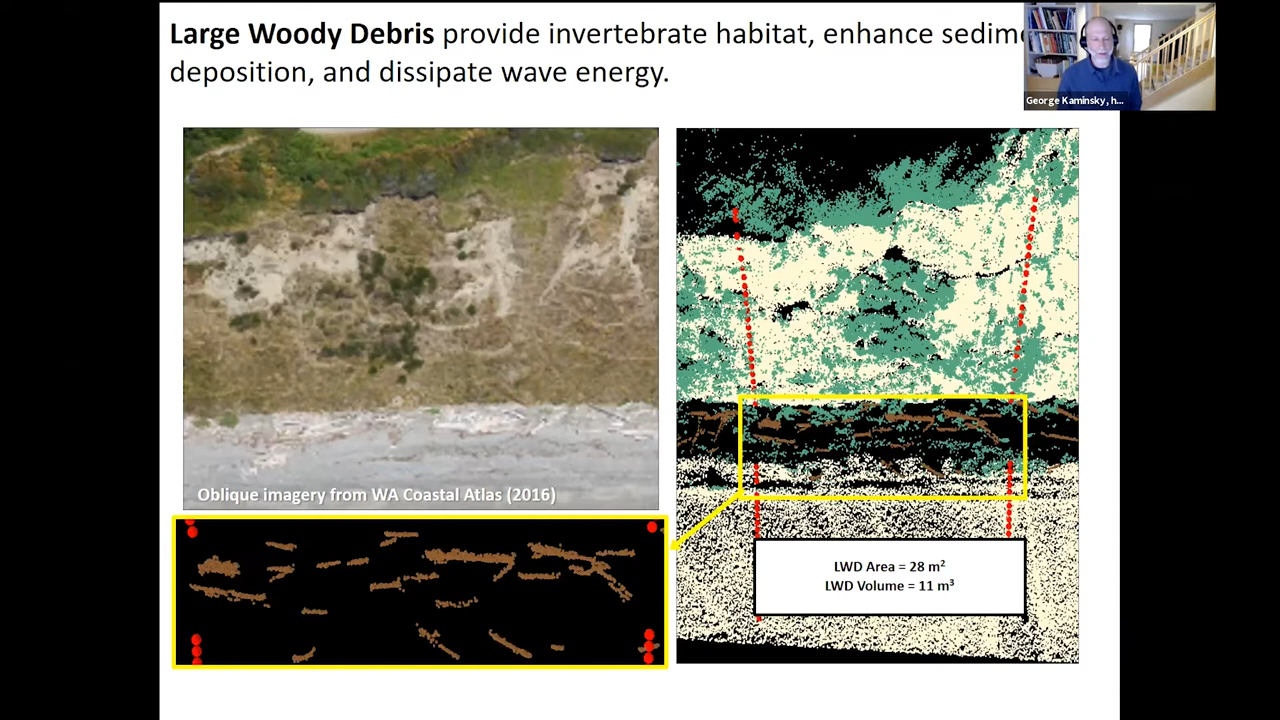 Large Woody Debris provide invertebrate habitat, enhance
deposition, and dissipate wave energy.
George Kaminsky, h...
Oblique imagery from WA Coastal Atlas (2016)
LWD Area = 28 m²
LWD Volume = 11 m³